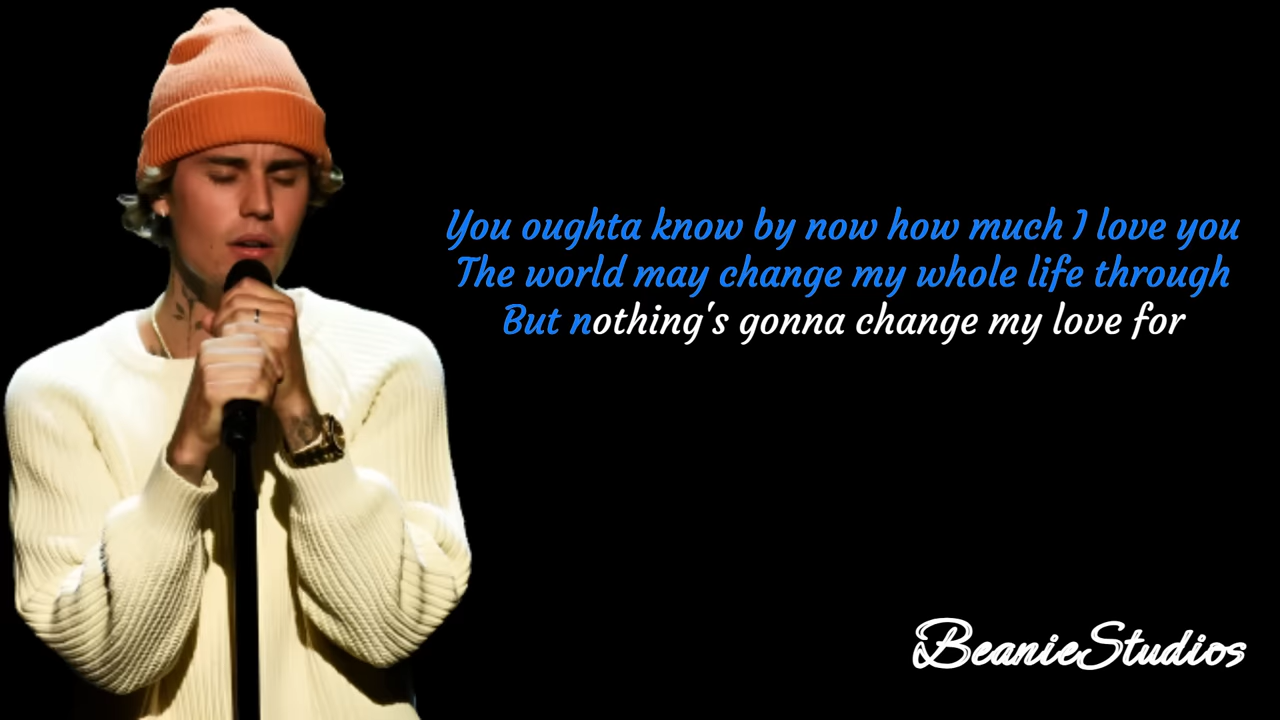 You oughta know by now how much I love you
The world may change my whole life through
But nothing's gonna change my love for
BeanieStudios